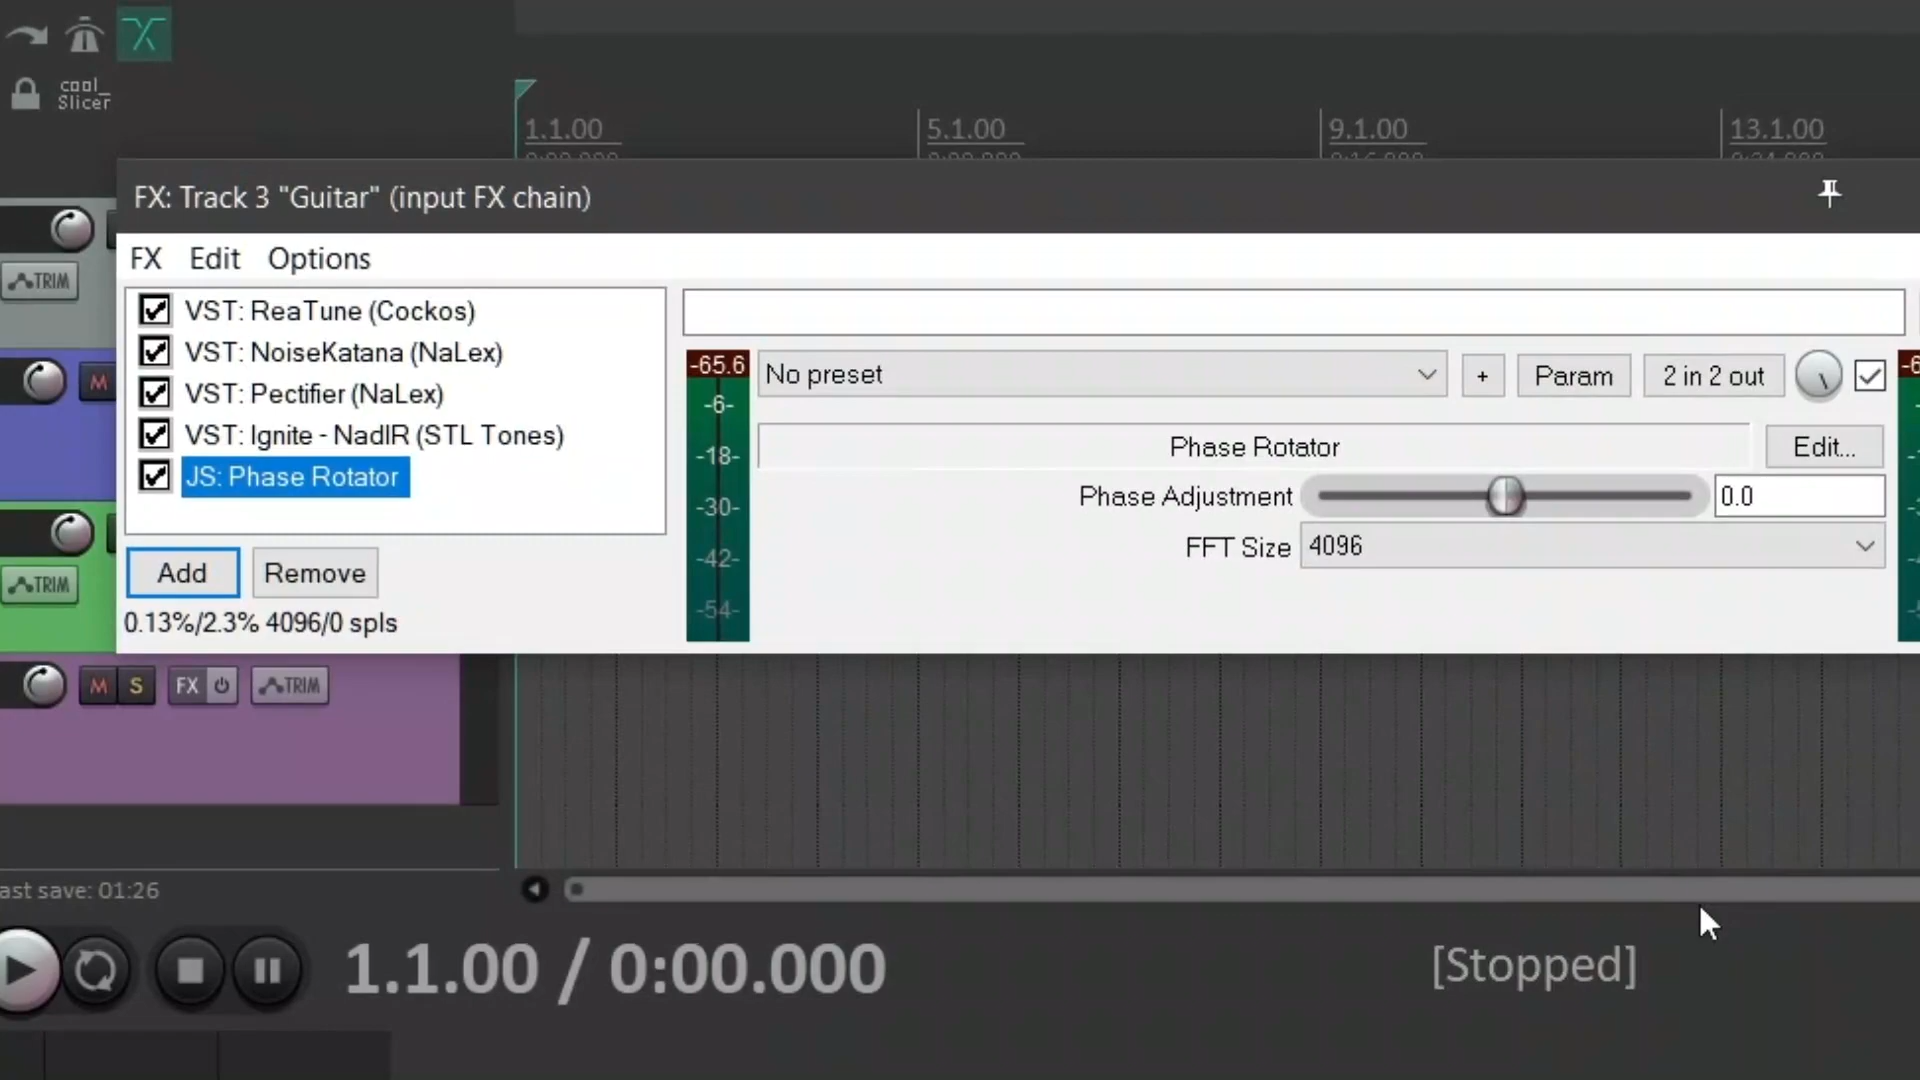 cool_
Slicer
1.1.00
5.1.00
9.1.00
13.1.00
FX: Track 3 "Guitar" (input FX chain)
FX Edit Options
TRIM
VST: ReaTune (Cockos)
VST: NoiseKatana (NaLex)
VST: Pectifier (NaLex)
VST: Ignite - NadIR (STL Tones)
JS: Phase Rotator
Add Remove
0.13%/2.3% 4096/0 spls
-65.6
-6-
-18-
-30-
-42-
-54-
No preset + Param 2 in 2 out
Phase Rotator Edit...
Phase Adjustment 0.0
FFT Size 4096
M
TRIM
M S FX TRIM
ast save: 01:26
1.1.00 / 0:00.000
[Stopped]